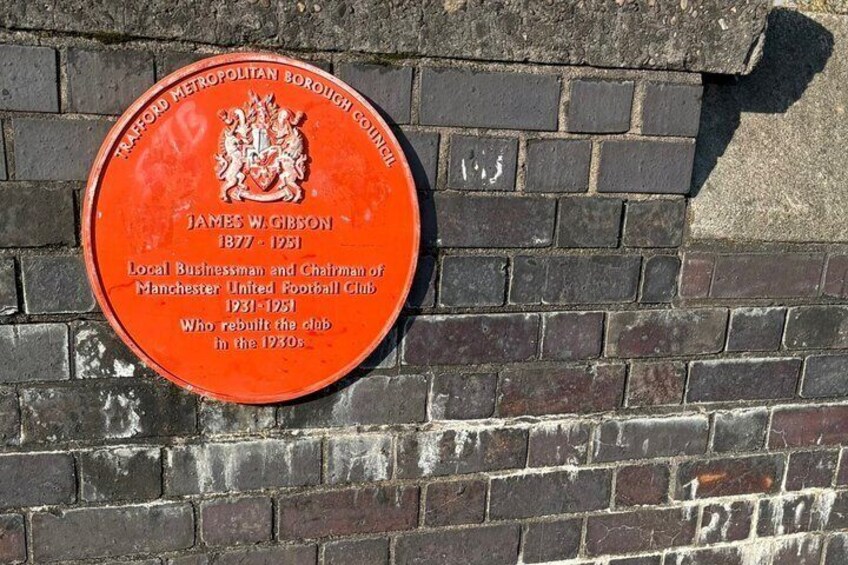 TRAFFORD METROPOLITAN BOROUGH COUNCIL
JAMES W. GIBSON
1877 - 1951
Local Businessman and Chairman of
Manchester United Football Club
1931-1951
Who rebuilt the club
in the 1930s